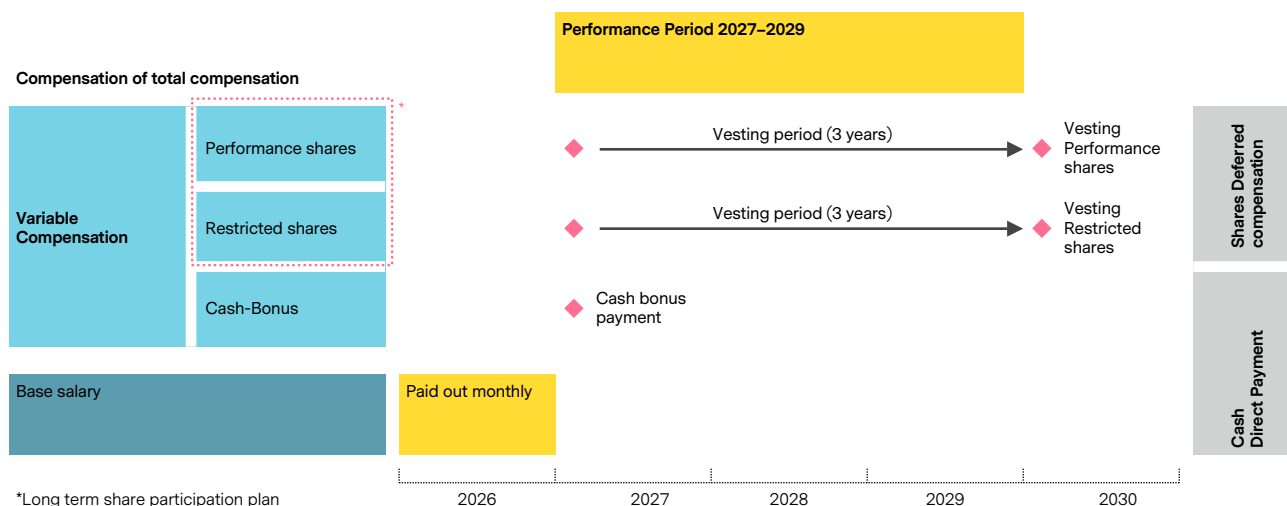 Performance Period 2027–2029
Compensation of total compensation
*
Performance shares
Vesting period (3 years)
Vesting
Performance
shares
Variable
Compensation
Restricted shares
Vesting period (3 years)
Vesting
Restricted
shares
Shares Deferred
compensation
Cash-Bonus
Cash bonus
payment
Base salary
Paid out monthly
Cash
Direct Payment
*Long term share participation plan
2026
2027
2028
2029
2030